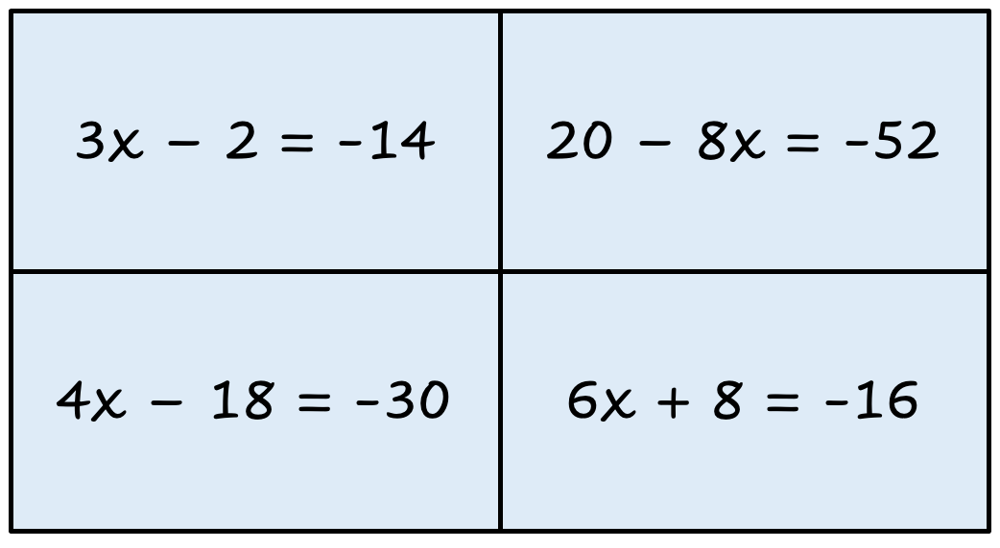 3x – 2 = -14
20 – 8x = -52
4x – 18 = -30
6x + 8 = -16